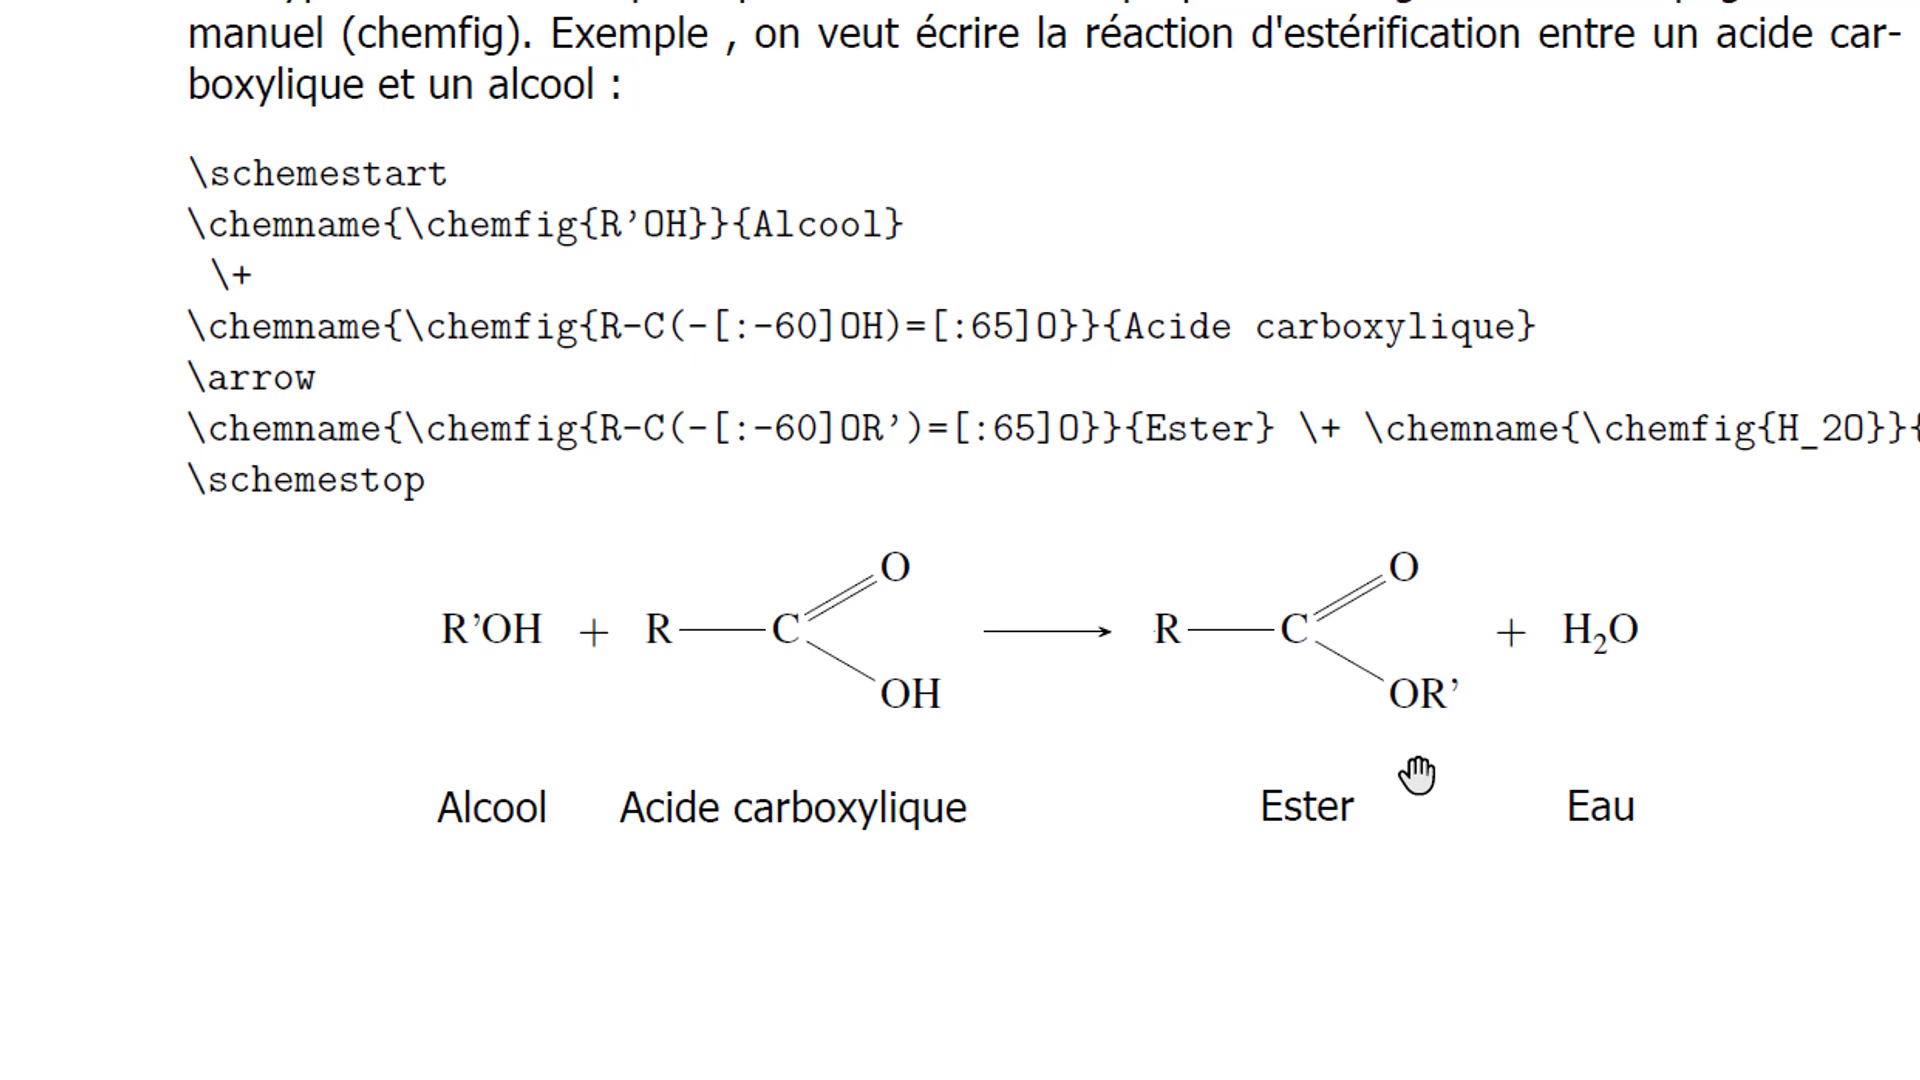 manuel (chemfig). Exemple , on veut écrire la réaction d'estérification entre un acide car-
boxylique et un alcool :
\schemestart
\chemname{\chemfig{R’OH}}{Alcool}
\+
\chemname{\chemfig{R-C(-[:-60]OH)=[:65]O}}{Acide carboxylique}
\arrow
\chemname{\chemfig{R-C(-[:-60]OR’)=[:65]O}}{Ester} \+ \chemname{\chemfig{H_2O}}{
\schemestop
O O
R’OH + R C R C + H₂O
OH OR’
Alcool Acide carboxylique Ester Eau